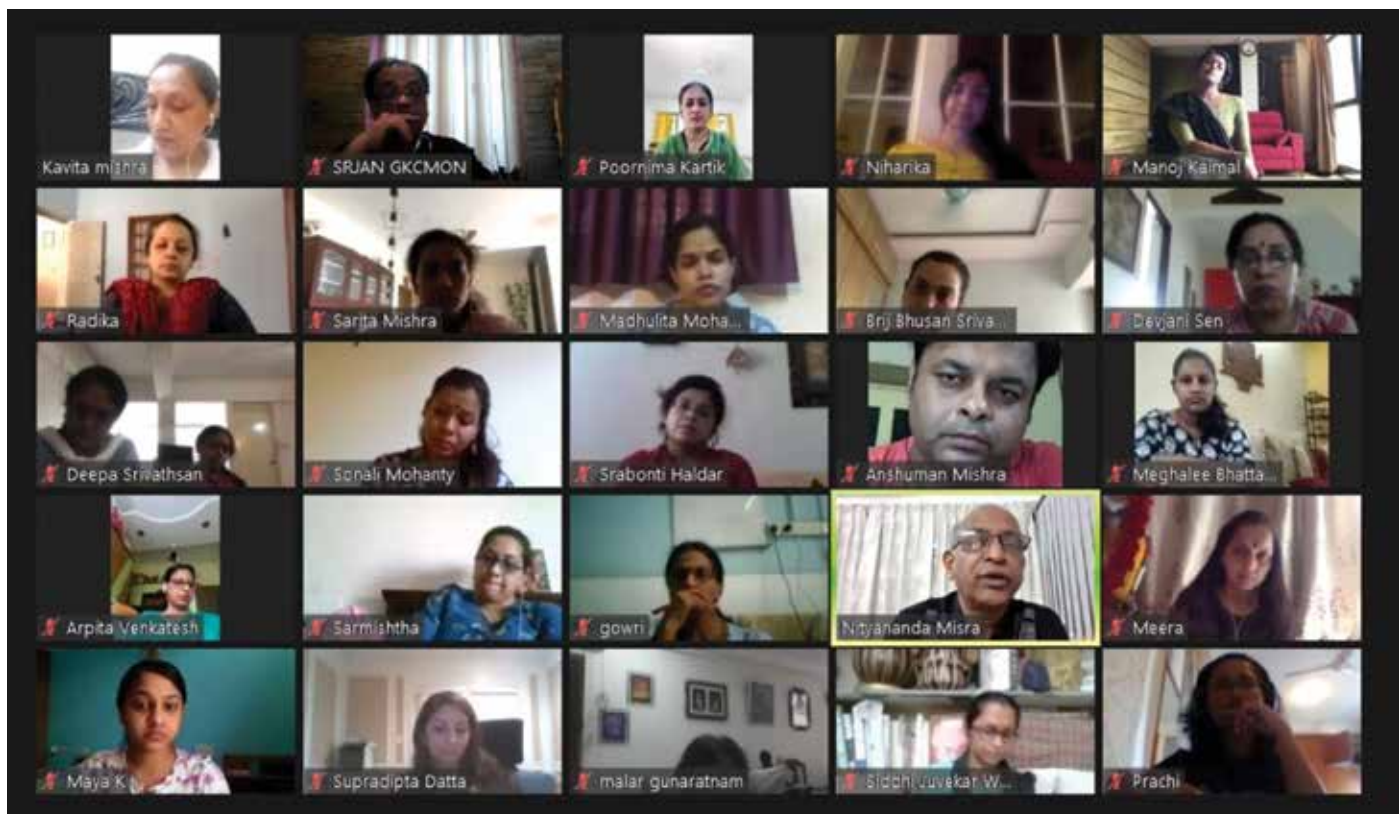 Kavita mishra
SRJAN GKCMON
Poornima Kartik
Niharika
Manoj Kaimal
Radika
Sarita Mishra
Madhulita Moha...
Brij Bhusan Sriva...
Devjani Sen
Deepa Srivathsan
Sonali Mohanty
Srabonti Haldar
Anshuman Mishra
Meghalee Bhatta...
Arpita Venkatesh
Sarmishtha
gowri
Nityananda Misra
Meera
Maya K
Supradipta Datta
malar gunaratnam
Siddhi Juvekar W...
Prachi